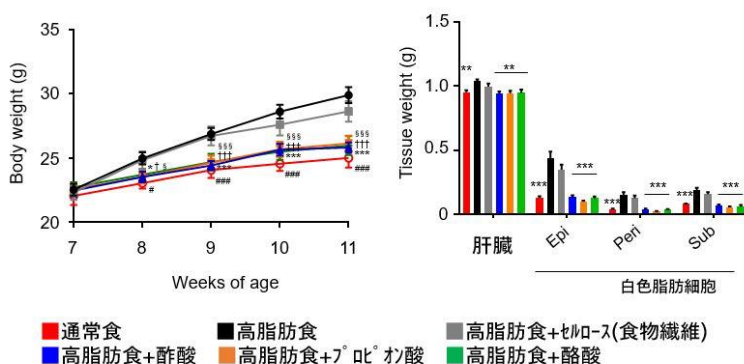 35
30
25
20
Body weight (g)
7 8 9 10 11
Weeks of age
* † §
#
§§§
†††
***
###
§§§
†††
***
###
§§§
†††
***
###
1.5
1.0
0.5
0
Tissue weight (g)
** **
*** ***
*** ***
*** ***
肝臓 Epi Peri Sub
白色脂肪細胞
通常食 高脂肪食 高脂肪食+ｾﾙﾛｰｽ(食物繊維)
高脂肪食+酢酸 高脂肪食+ﾌﾟﾛﾋﾟｵﾝ酸 高脂肪食+酪酸